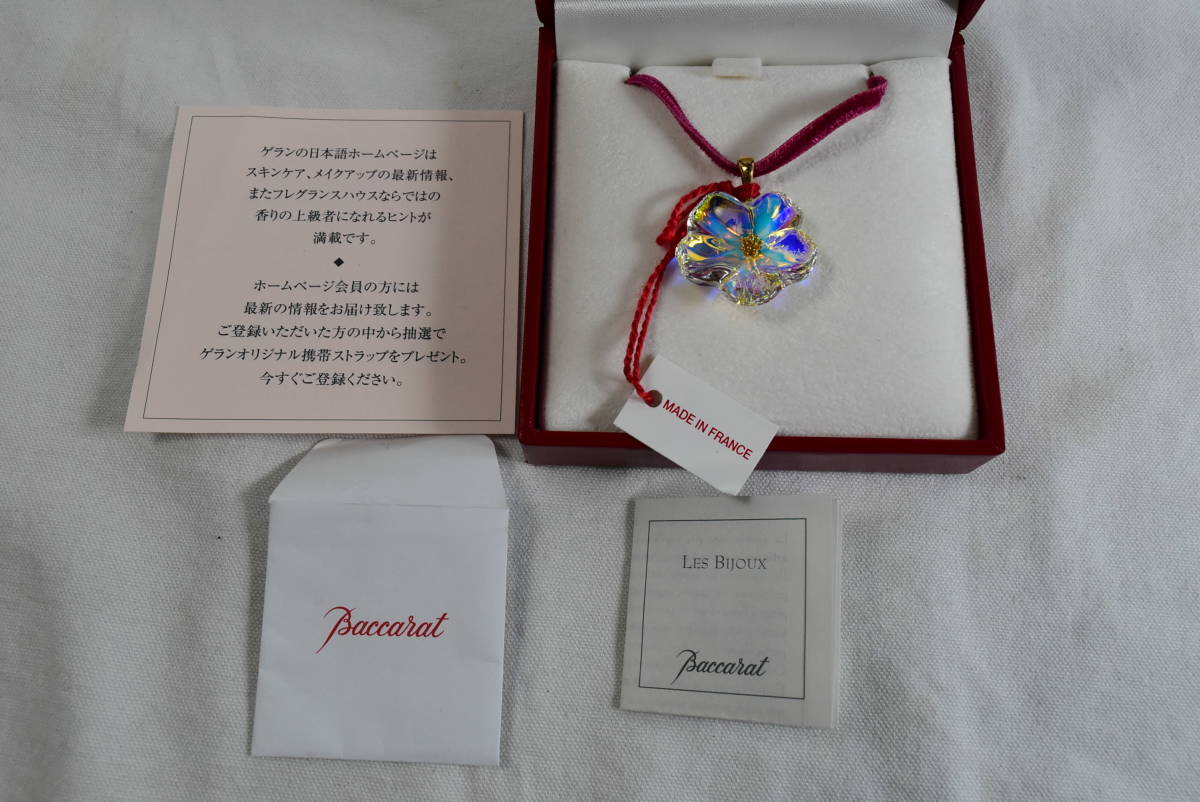 ゲランの日本語ホームページは
スキンケア、メイクアップの最新情報、
またフレグランスハウスならではの
香りの上級者になれるヒントが
満載です。
ホームページ会員の方には
最新の情報をお届け致します。
ご登録いただいた方の中から抽選で
ゲランオリジナル携帯ストラップをプレゼント。
今すぐご登録ください。
MADE IN FRANCE
Baccarat
LES BIJOUX
Baccarat